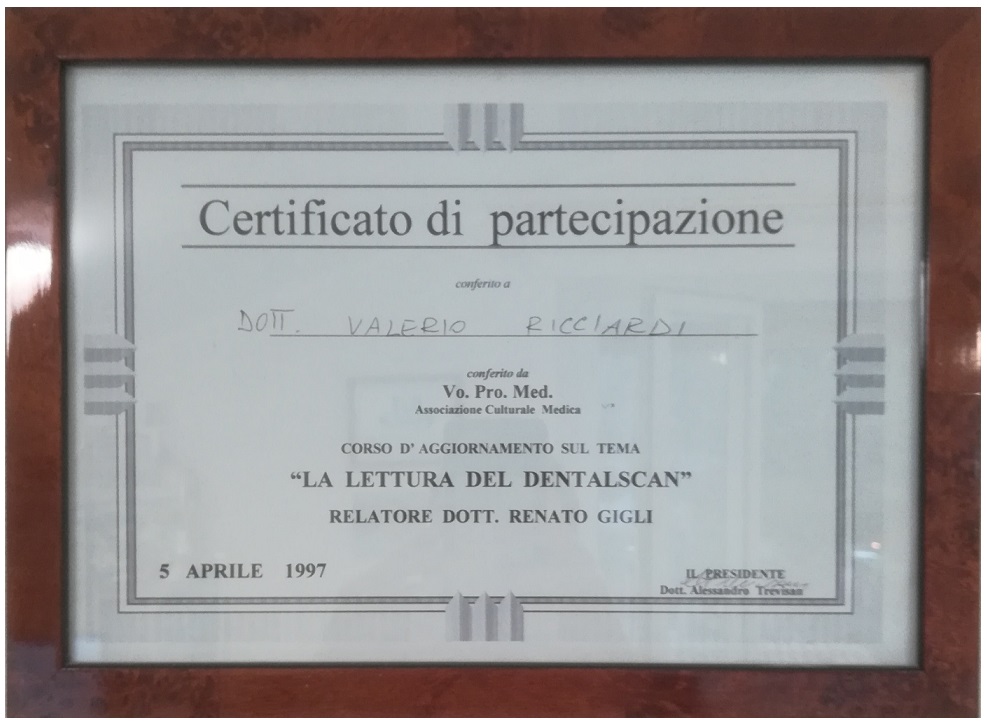 Certificato di partecipazione
conferito a
DOTT. VALERIO RICCIARDI
conferito da
Vo. Pro. Med.
Associazione Culturale Medica
CORSO D'AGGIORNAMENTO SUL TEMA
“LA LETTURA DEL DENTALSCAN”
RELATORE DOTT. RENATO GIGLI
5 APRILE 1997
IL PRESIDENTE
Dott. Alessandro Trevisan